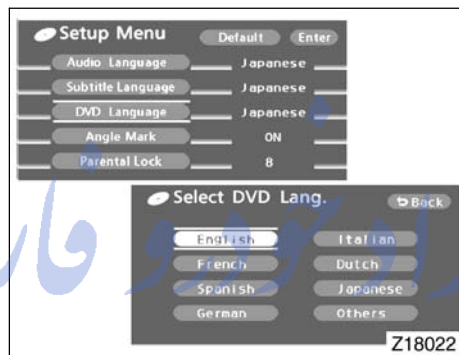 Setup Menu Default Enter
Audio Language Japanese
Subtitle Language Japanese
DVD Language Japanese
Angle Mark ON
Parental Lock 8
Select DVD Lang. Back
English Italian
French Dutch
Spanish Japanese
German Others
Z18022